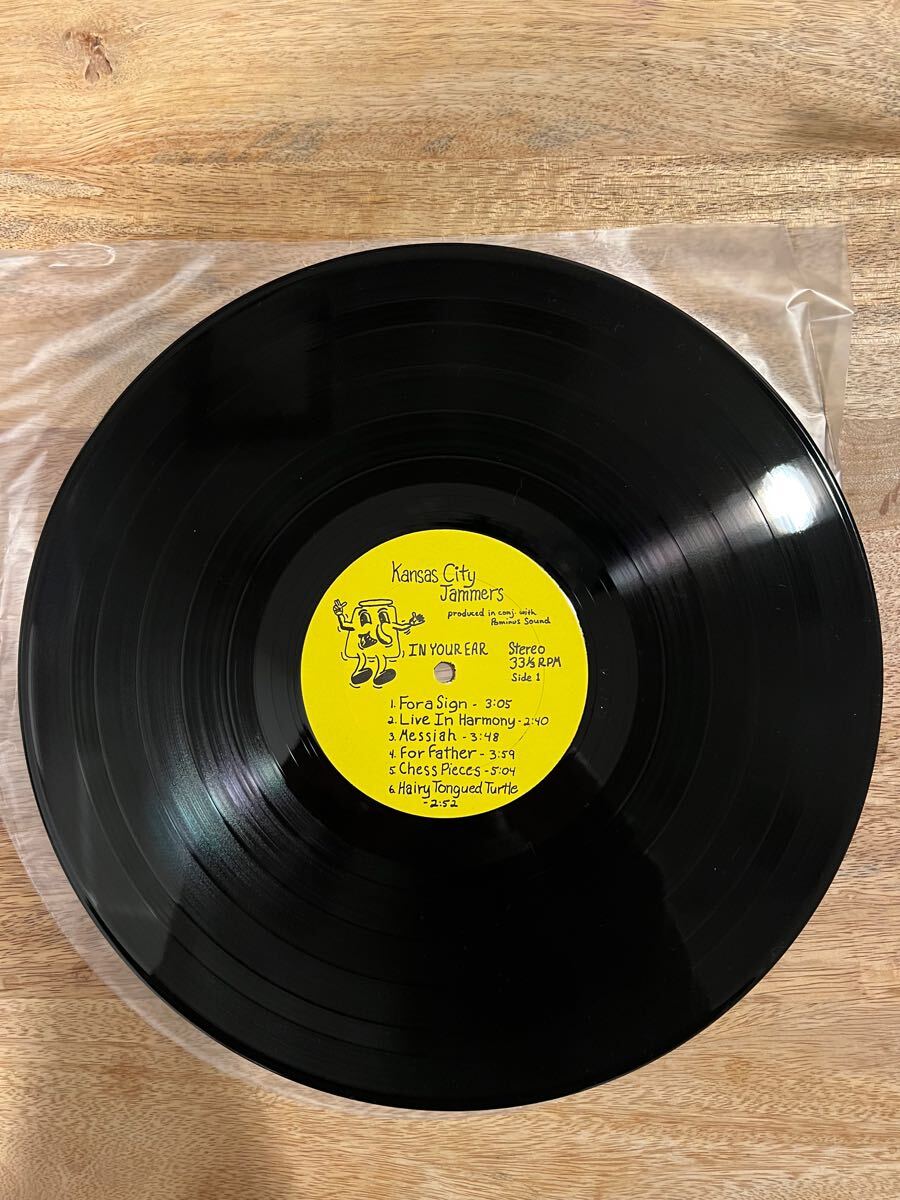 Kansas City
Jammers
produced in conj. with
Pominus Sound
IN YOUR EAR
Stereo
33⅓ RPM
Side 1
1. For a Sign - 3:05
2. Live In Harmony - 2:40
3. Messiah - 3:48
4. For Father - 3:59
5. Chess Pieces - 5:04
6. Hairy Tongued Turtle
- 2:52